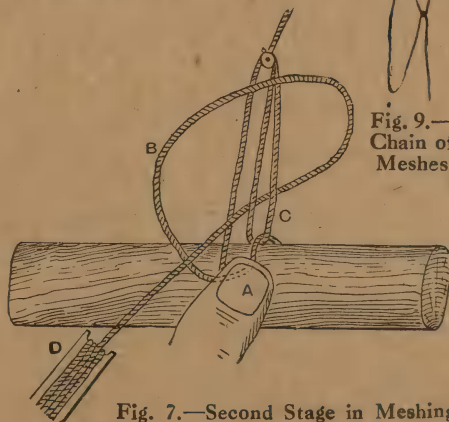 Fig. 9.—
Chain of
Meshes
B
C
A
D
Fig. 7.—Second Stage in Meshing